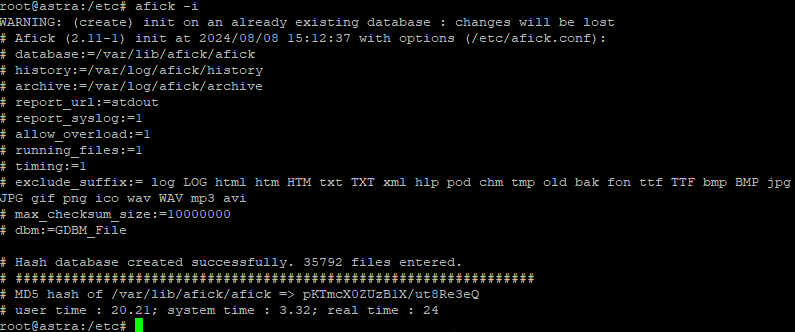 root@astra:/etc# afick -i
WARNING: (create) init on an already existing database : changes will be lost
# Afick (2.11-1) init at 2024/08/08 15:12:37 with options (/etc/afick.conf):
# database:=/var/lib/afick/afick
# history:=/var/log/afick/history
# archive:=/var/log/afick/archive
# report_url:=stdout
# report_syslog:=1
# allow_overload:=1
# running_files:=1
# timing:=1
# exclude_suffix:= log LOG html htm HTM txt TXT xml hlp pod chm tmp old bak fon ttf TTF bmp BMP jpg
JPG gif png ico wav WAV mp3 avi
# max_checksum_size:=10000000
# dbm:=GDBM_File

# Hash database created successfully. 35792 files entered.
# #################################################################
# MD5 hash of /var/lib/afick/afick => pKTmcX0ZUzB1X/ut8Re3eQ
# user time : 20.21; system time : 3.32; real time : 24
root@astra:/etc#